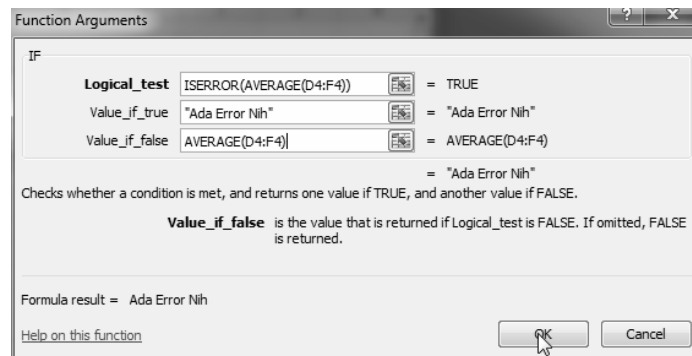 Function Arguments
? X
IF
Logical_test ISERROR(AVERAGE(D4:F4)) = TRUE
Value_if_true "Ada Error Nih" = "Ada Error Nih"
Value_if_false AVERAGE(D4:F4) = AVERAGE(D4:F4)
= "Ada Error Nih"
Checks whether a condition is met, and returns one value if TRUE, and another value if FALSE.
Value_if_false is the value that is returned if Logical_test is FALSE. If omitted, FALSE
is returned.
Formula result = Ada Error Nih
Help on this function
OK
Cancel